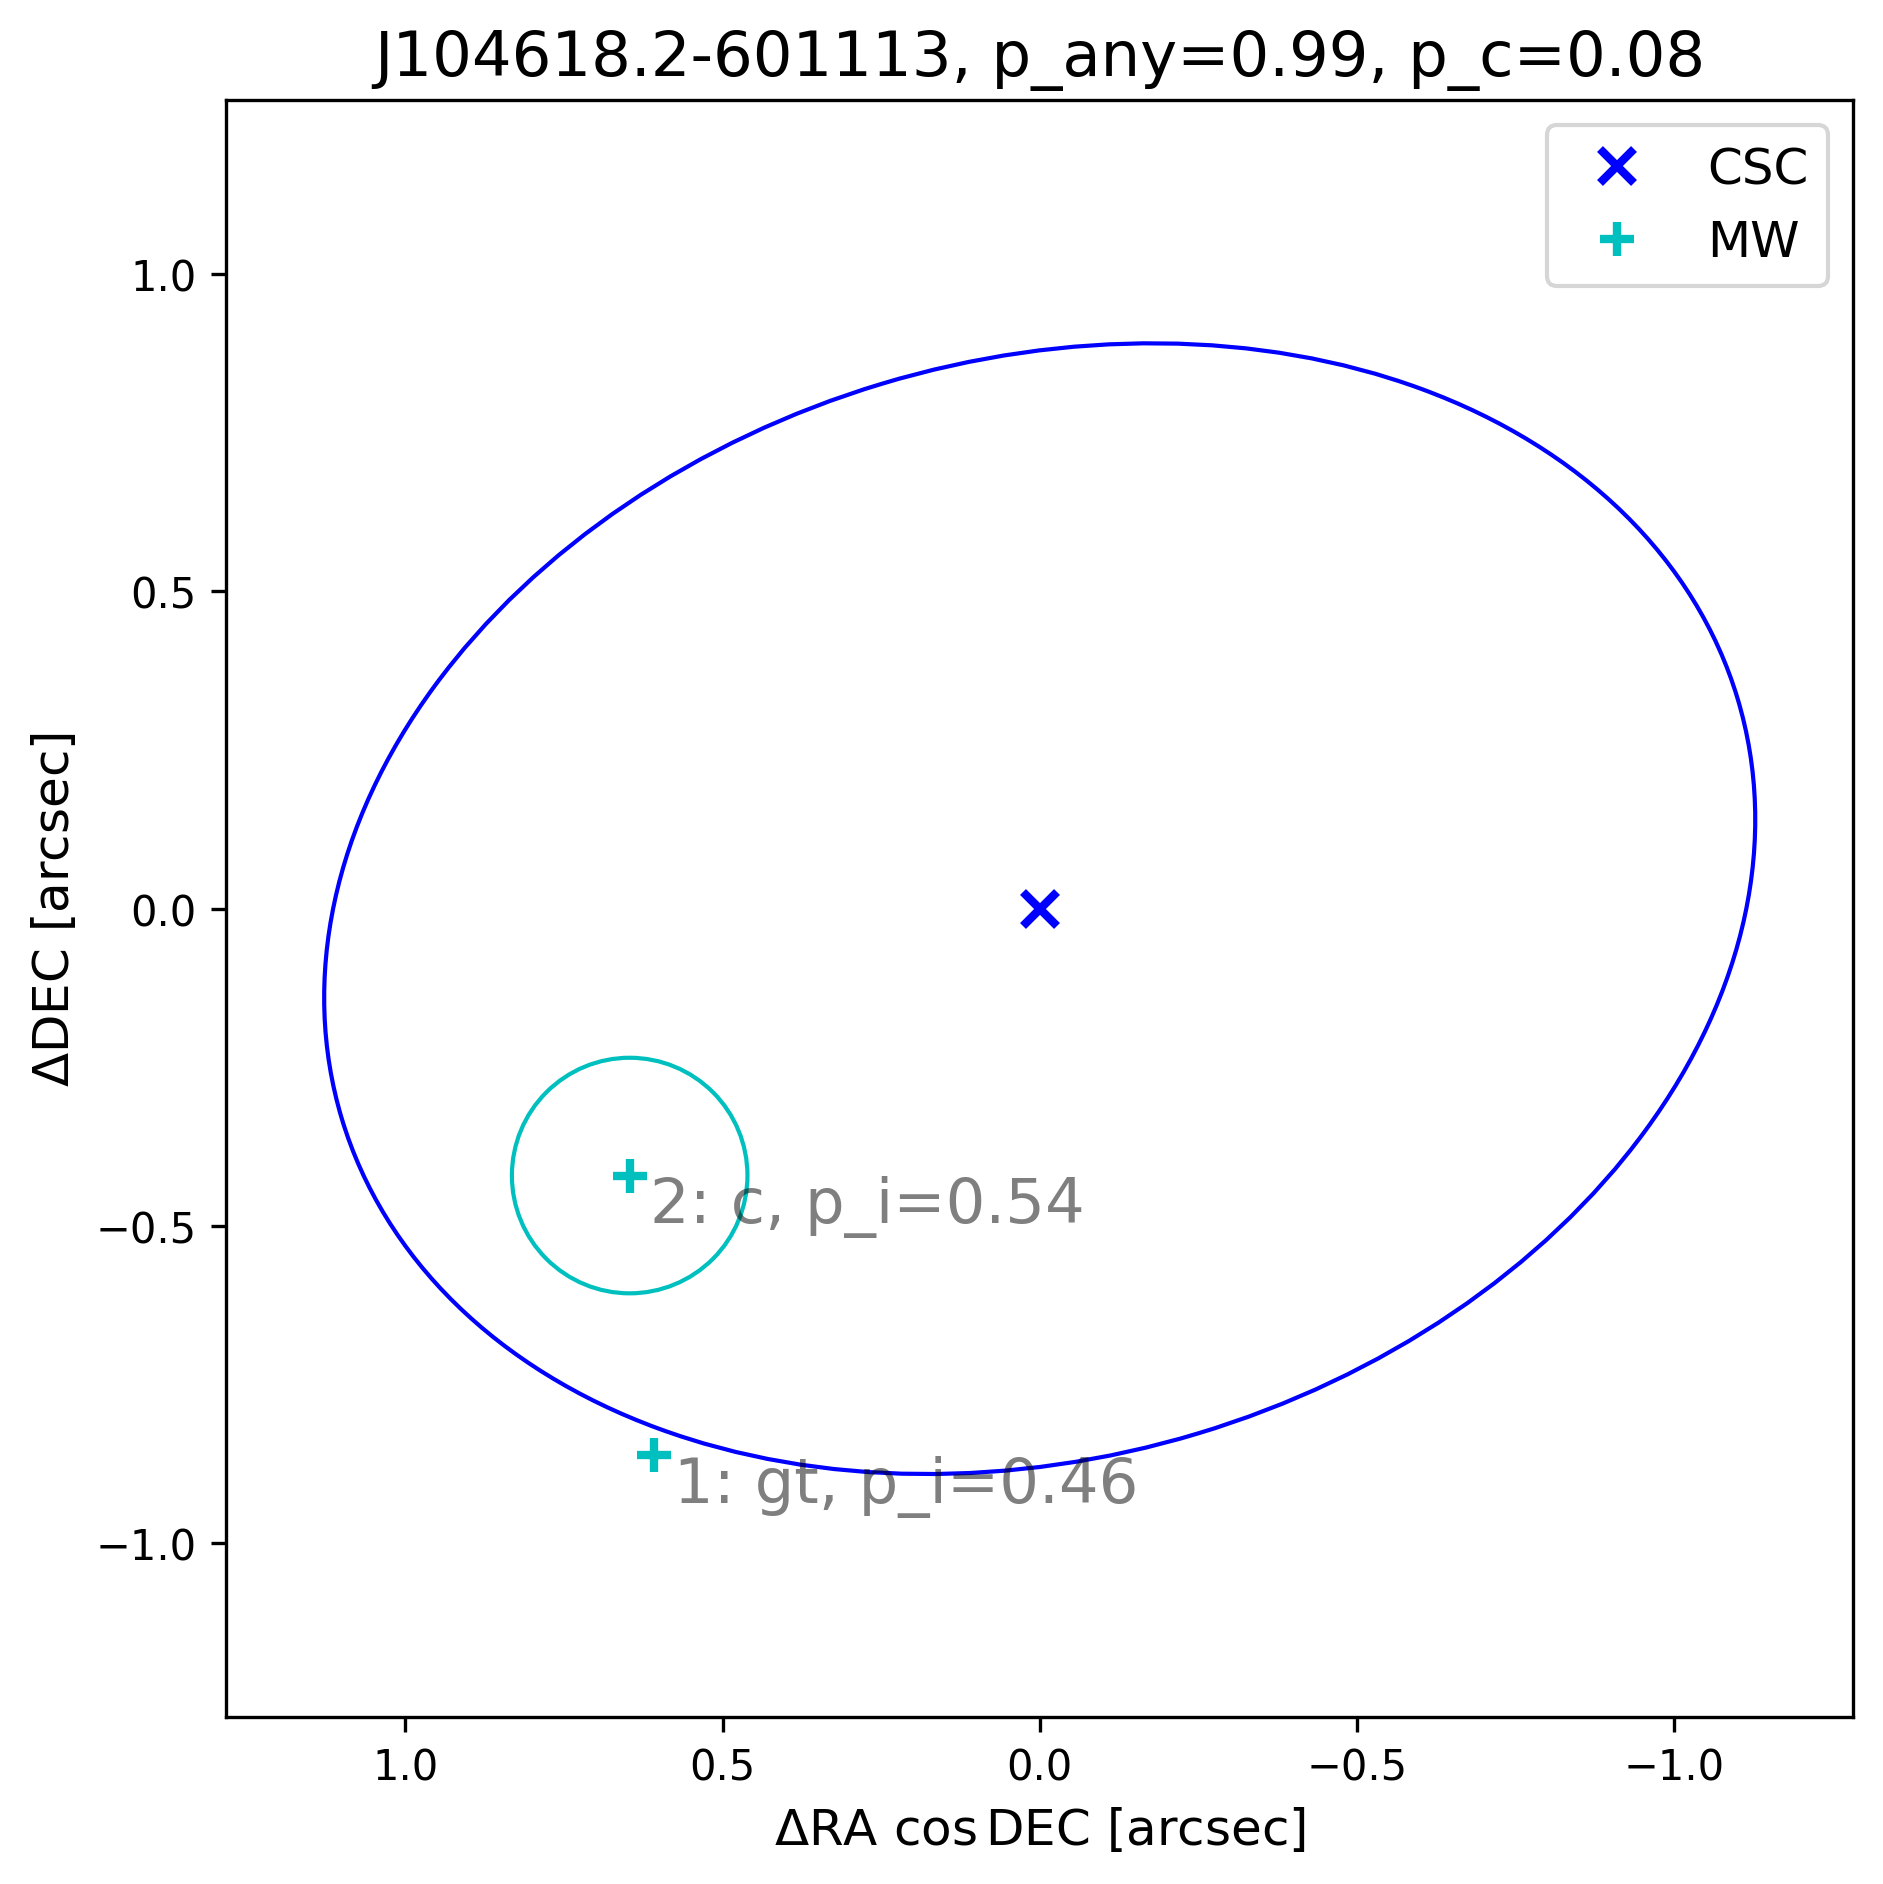 J104618.2-601113, p_any=0.99, p_c=0.08
CSC
MW
1.0
0.5
0.0
−0.5
−1.0
ΔDEC [arcsec]
2: c, p_i=0.54
1: gt, p_i=0.46
1.0 0.5 0.0 −0.5 −1.0
ΔRA cos DEC [arcsec]